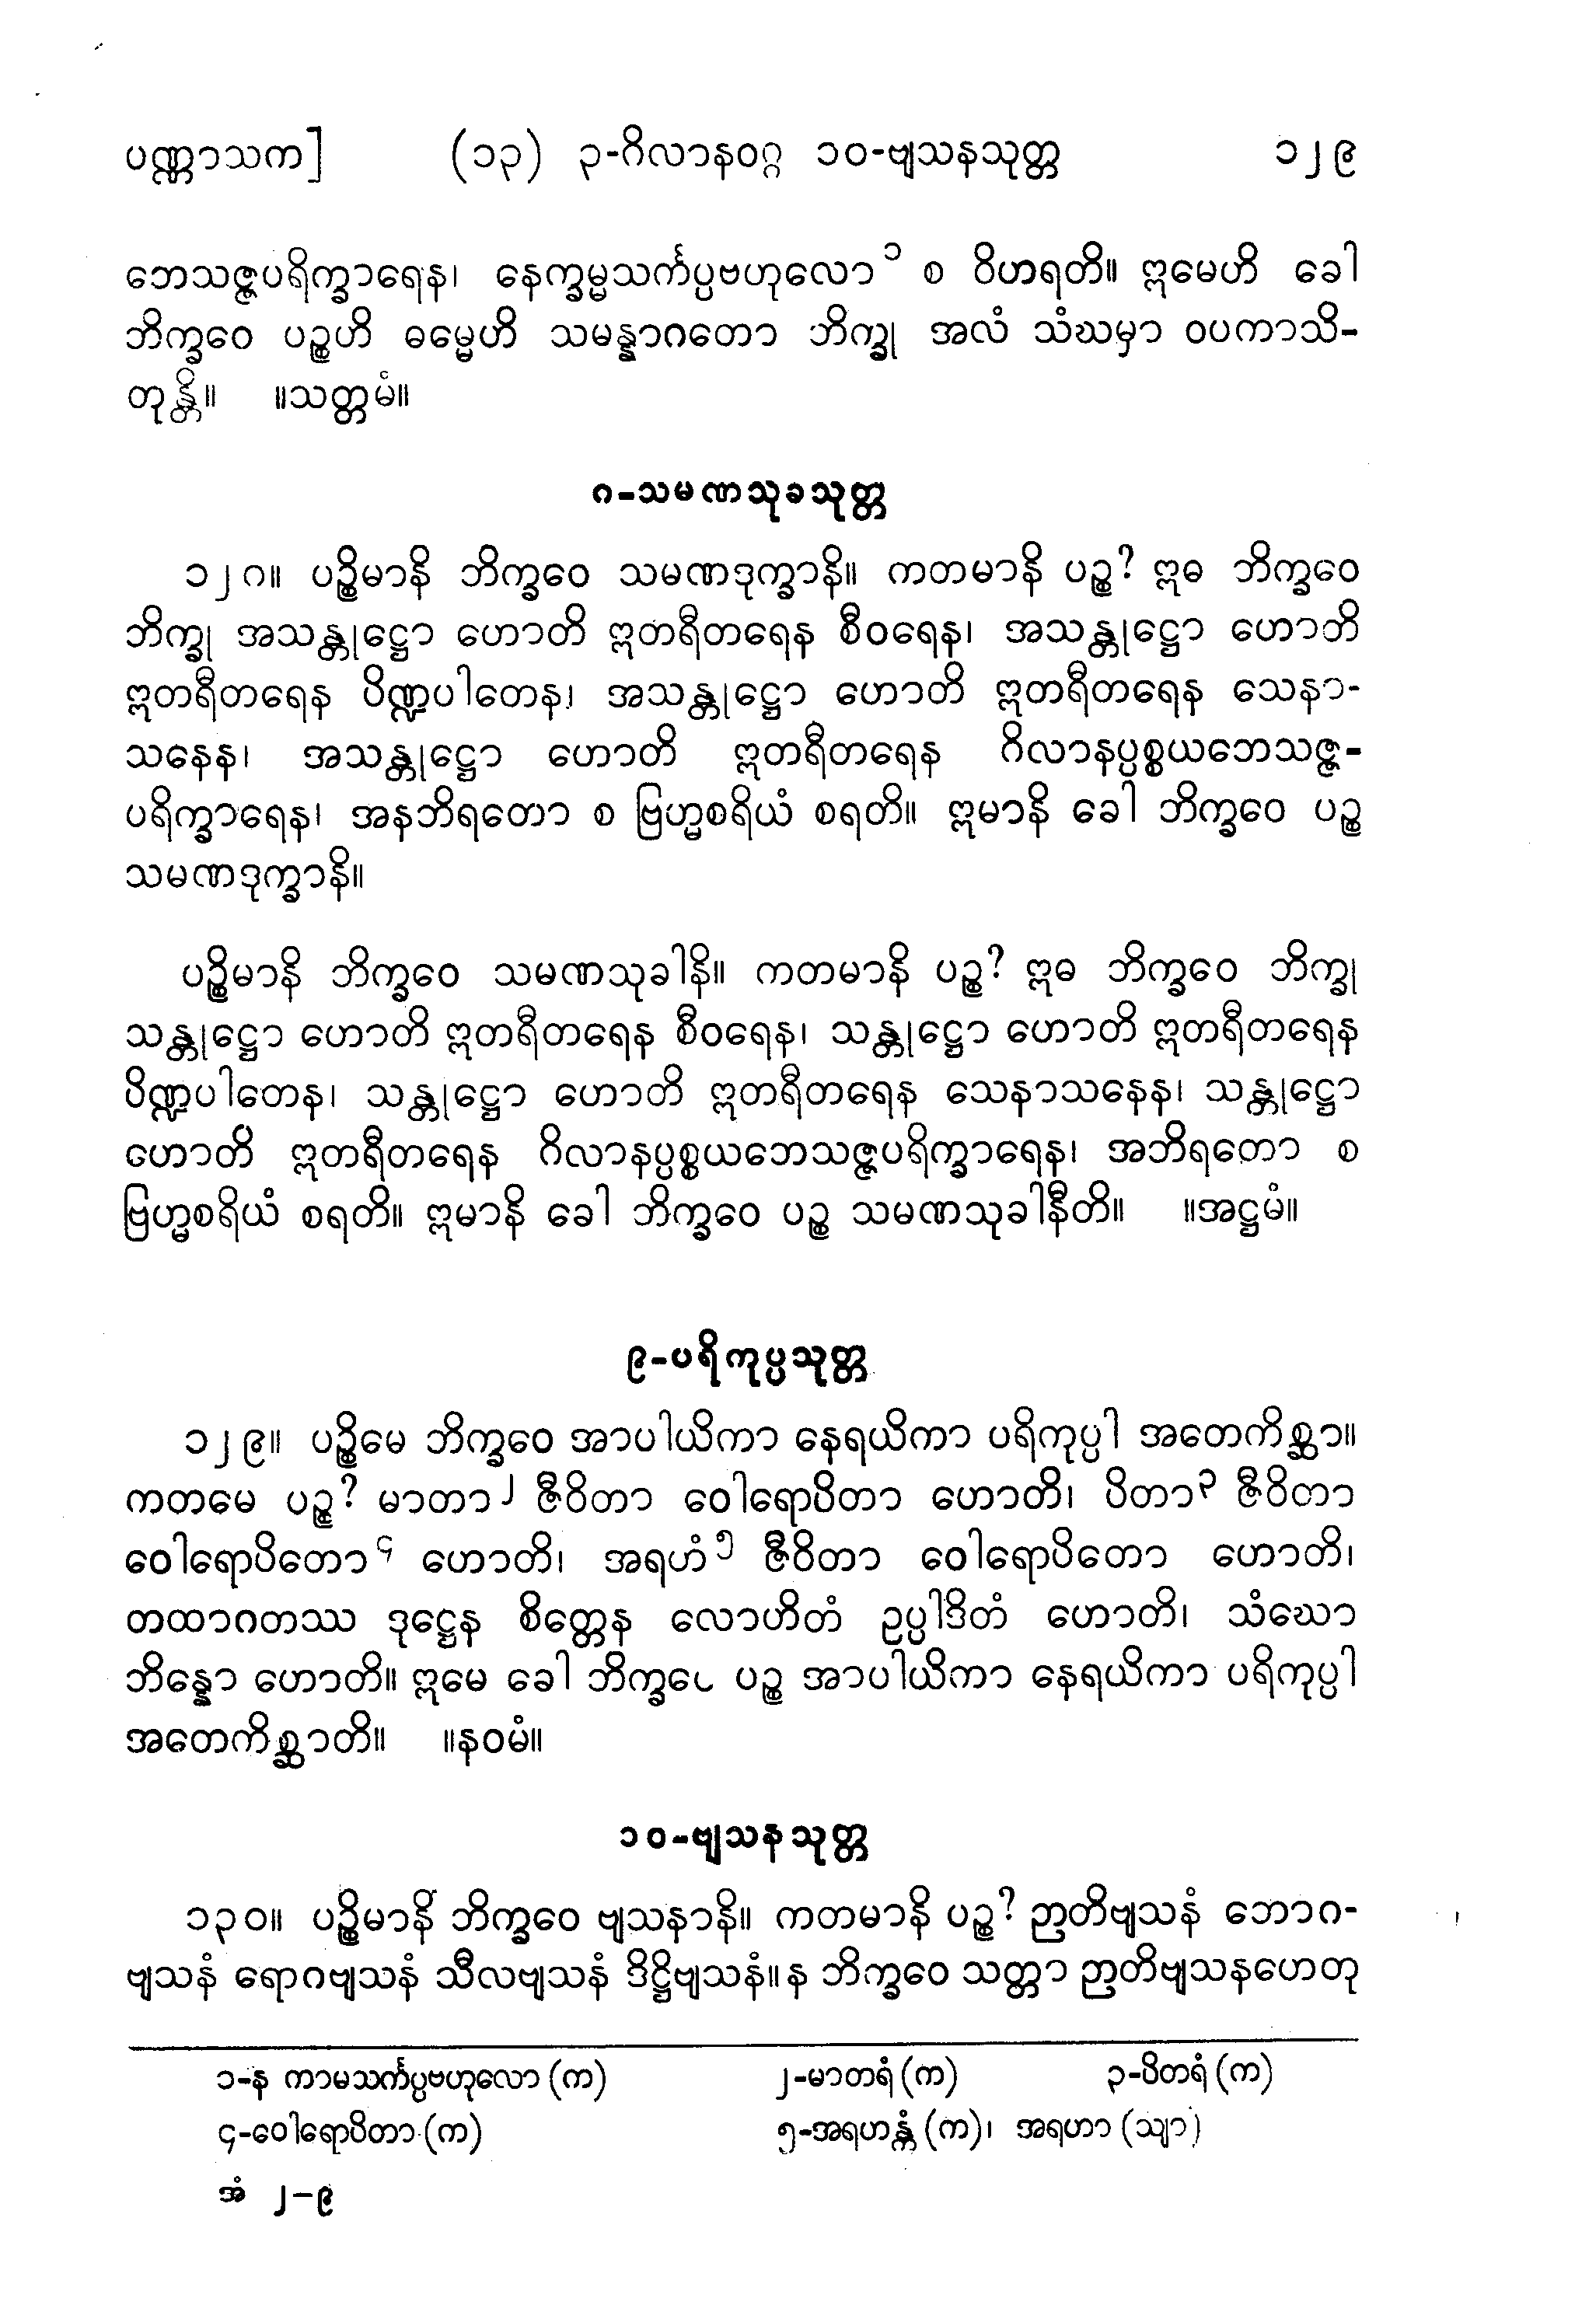 ပဏ္ဏာသက] (၁၃) ၃-ဂိလာနဝဂ္ဂ ၁၀-ဗျသနသုတ္တ ၁၂၉
ဘေသဇ္ဇပရိက္ခာရေန၊ နေက္ခမ္မသင်္ကပ္ပဗဟုလော၁ စ ဝိဟရတိ။ ဣမေဟိ ခေါ
ဘိက္ခဝေ ပဉ္စဟိ ဓမ္မေဟိ သမန္နာဂတော ဘိက္ခု အလံ သံဃမှာ ဝပကာသိ-
တုန္တိ။ ။သတ္တမံ။
၈-သမဏသုခသုတ္တ
၁၂၈။ ပဉ္စိမာနိ ဘိက္ခဝေ သမဏဒုက္ခာနိ။ ကတမာနိ ပဉ္စ? ဣဓ ဘိက္ခဝေ
ဘိက္ခု အသန္တုဋ္ဌော ဟောတိ ဣတရီတရေန စီဝရေန၊ အသန္တုဋ္ဌော ဟောတိ
ဣတရီတရေန ပိဏ္ဍပါတေန၊ အသန္တုဋ္ဌော ဟောတိ ဣတရီတရေန သေနာ-
သနေန၊ အသန္တုဋ္ဌော ဟောတိ ဣတရီတရေန ဂိလာနပ္ပစ္စယဘေသဇ္ဇ-
ပရိက္ခာရေန၊ အနဘိရတော စ ဗြဟ္မစရိယံ စရတိ။ ဣမာနိ ခေါ ဘိက္ခဝေ ပဉ္စ
သမဏဒုက္ခာနိ။
ပဉ္စိမာနိ ဘိက္ခဝေ သမဏသုခါနိ။ ကတမာနိ ပဉ္စ? ဣဓ ဘိက္ခဝေ ဘိက္ခု
သန္တုဋ္ဌော ဟောတိ ဣတရီတရေန စီဝရေန၊ သန္တုဋ္ဌော ဟောတိ ဣတရီတရေန
ပိဏ္ဍပါတေန၊ သန္တုဋ္ဌော ဟောတိ ဣတရီတရေန သေနာသနေန၊ သန္တုဋ္ဌော
ဟောတိ ဣတရီတရေန ဂိလာနပ္ပစ္စယဘေသဇ္ဇပရိက္ခာရေန၊ အဘိရတော စ
ဗြဟ္မစရိယံ စရတိ။ ဣမာနိ ခေါ ဘိက္ခဝေ ပဉ္စ သမဏသုခါနီတိ။ ။အဋ္ဌမံ။
၉-ပရိကုပ္ပသုတ္တ
၁၂၉။ ပဉ္စိမေ ဘိက္ခဝေ အာပါယိကာ နေရယိကာ ပရိကုပ္ပါ အတေကိစ္ဆာ။
ကတမေ ပဉ္စ? မာတာ၂ ဇီဝိတာ ဝေါရောပိတာ ဟောတိ၊ ပိတာ၃ ဇီဝိတာ
ဝေါရောပိတော၄ ဟောတိ၊ အရဟံ၅ ဇီဝိတာ ဝေါရောပိတော ဟောတိ၊
တထာဂတဿ ဒုဋ္ဌေန စိတ္တေန လောဟိတံ ဥပ္ပါဒိတံ ဟောတိ၊ သံဃော
ဘိန္နော ဟောတိ။ ဣမေ ခေါ ဘိက္ခဝေ ပဉ္စ အာပါယိကာ နေရယိကာ ပရိကုပ္ပါ
အတေကိစ္ဆာတိ။ ။နဝမံ။
၁၀-ဗျသနသုတ္တ
၁၃၀။ ပဉ္စိမာနိ ဘိက္ခဝေ ဗျသနာနိ။ ကတမာနိ ပဉ္စ? ဉာတိဗျသနံ ဘောဂ-
ဗျသနံ ရောဂဗျသနံ သီလဗျသနံ ဒိဋ္ဌိဗျသနံ။ န ဘိက္ခဝေ သတ္တာ ဉာတိဗျသနဟေတု
၁-န ကာမသင်္ကပ္ပဗဟုလော (က) ၂-မာတရံ (က) ၃-ပိတရံ (က)
၄-ဝေါရောပိတာ (က) ၅-အရဟန္တံ (က)၊ အရဟာ (သျာ)
အံ ၂-၉